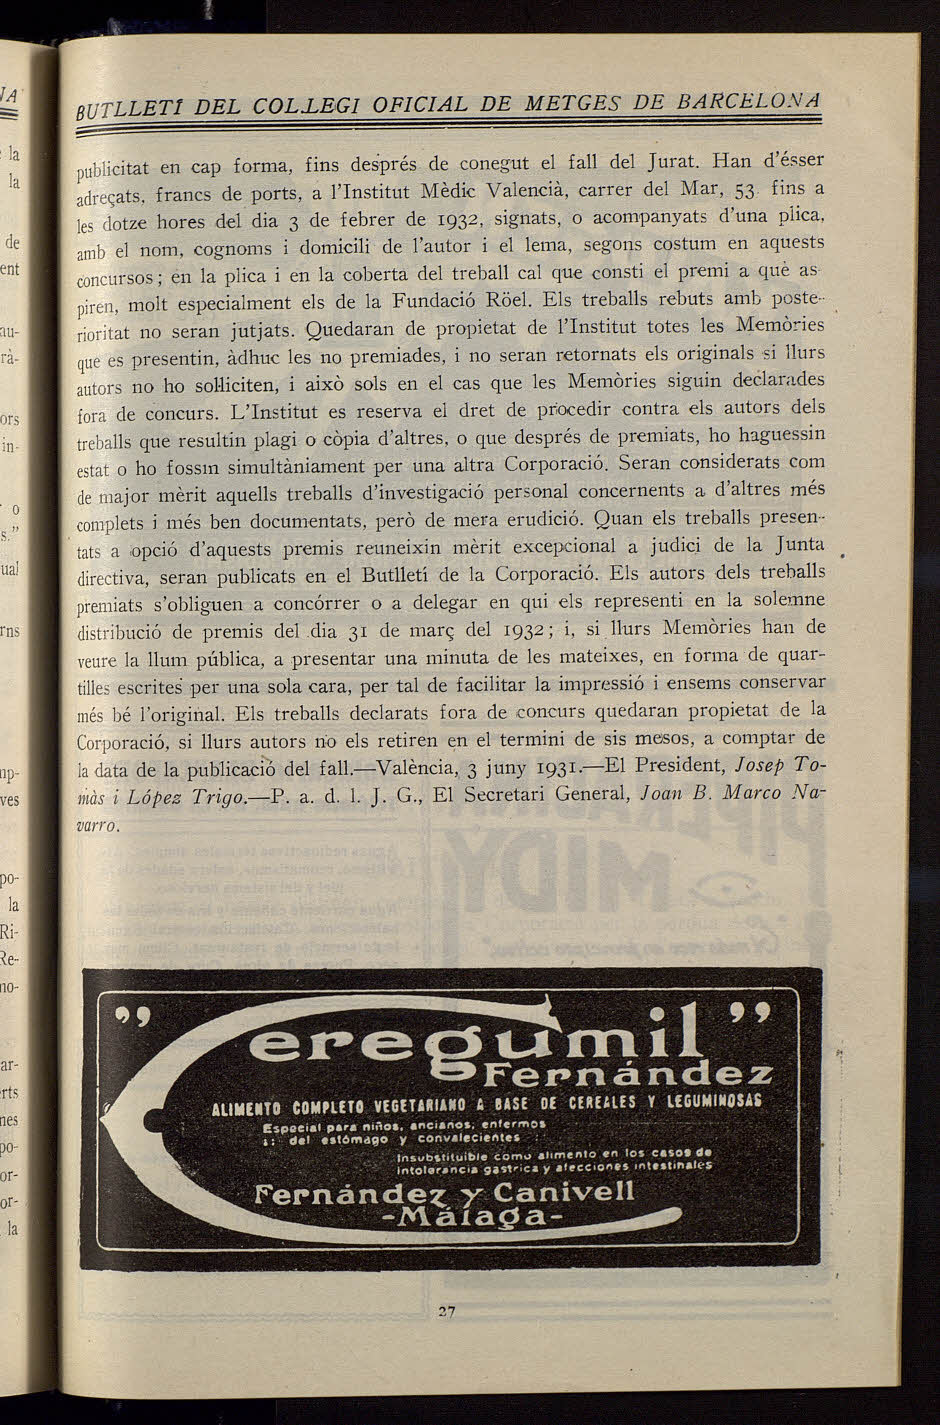 BUTLLETÍ DEL COL.LEGI OFICIAL DE METGES DE BARCELONA
publicitat en cap forma, fins després de conegut el fall del Jurat. Han d'ésser
adreçats, francs de ports, a l'Institut Mèdic Valencià, carrer del Mar, 53 fins a
les dotze hores del dia 3 de febrer de 1932, signats, o acompanyats d'una plica,
amb el nom, cognoms i domicili de l'autor i el lema, segons costum en aquests
concursos; en la plica i en la coberta del treball cal que consti el premi a què as-
piren, molt especialment els de la Fundació Röel. Els treballs rebuts amb poste-
rioritat no seran jutjats. Quedaran de propietat de l'Institut totes les Memòries
que es presentin, àdhuc les no premiades, i no seran retornats els originals si llurs
autors no ho sol·liciten, i això sols en el cas que les Memòries siguin declarades
fora de concurs. L'Institut es reserva el dret de procedir contra els autors dels
treballs que resultin plagi o còpia d'altres, o que després de premiats, ho haguessin
estat o ho fossin simultàniament per una altra Corporació. Seran considerats com
de major mèrit aquells treballs d'investigació personal concernents a d'altres més
complets i més ben documentats, però de mera erudició. Quan els treballs presen-
tats a opció d'aquests premis reuneixin mèrit excepcional a judici de la Junta
directiva, seran publicats en el Butlletí de la Corporació. Els autors dels treballs
premiats s'obliguen a concórrer o a delegar en qui els representi en la solemne
distribució de premis del dia 31 de març del 1932; i, si llurs Memòries han de
veure la llum pública, a presentar una minuta de les mateixes, en forma de quar-
tilles escrites per una sola cara, per tal de facilitar la impressió i ensems conservar
més bé l'original. Els treballs declarats fora de concurs quedaran propietat de la
Corporació, si llurs autors no els retiren en el termini de sis mesos, a comptar de
la data de la publicació del fall.—València, 3 juny 1931.—El President, Josep To-
màs i López Trigo.—P. a. d. l. J. G., El Secretari General, Joan B. Marco Na-
varro.
"Ceregumil"
Fernández
ALIMENTO COMPLETO VEGETARIANO A BASE DE CEREALES Y LEGUMINOSAS
Especial para niños, ancianos, enfermos
:: del estómago y convalecientes :
Insubstituible como alimento en los casos de
intolerancia gastrica y afecciones intestinales
Fernández y Canivell
-Málaga-
27